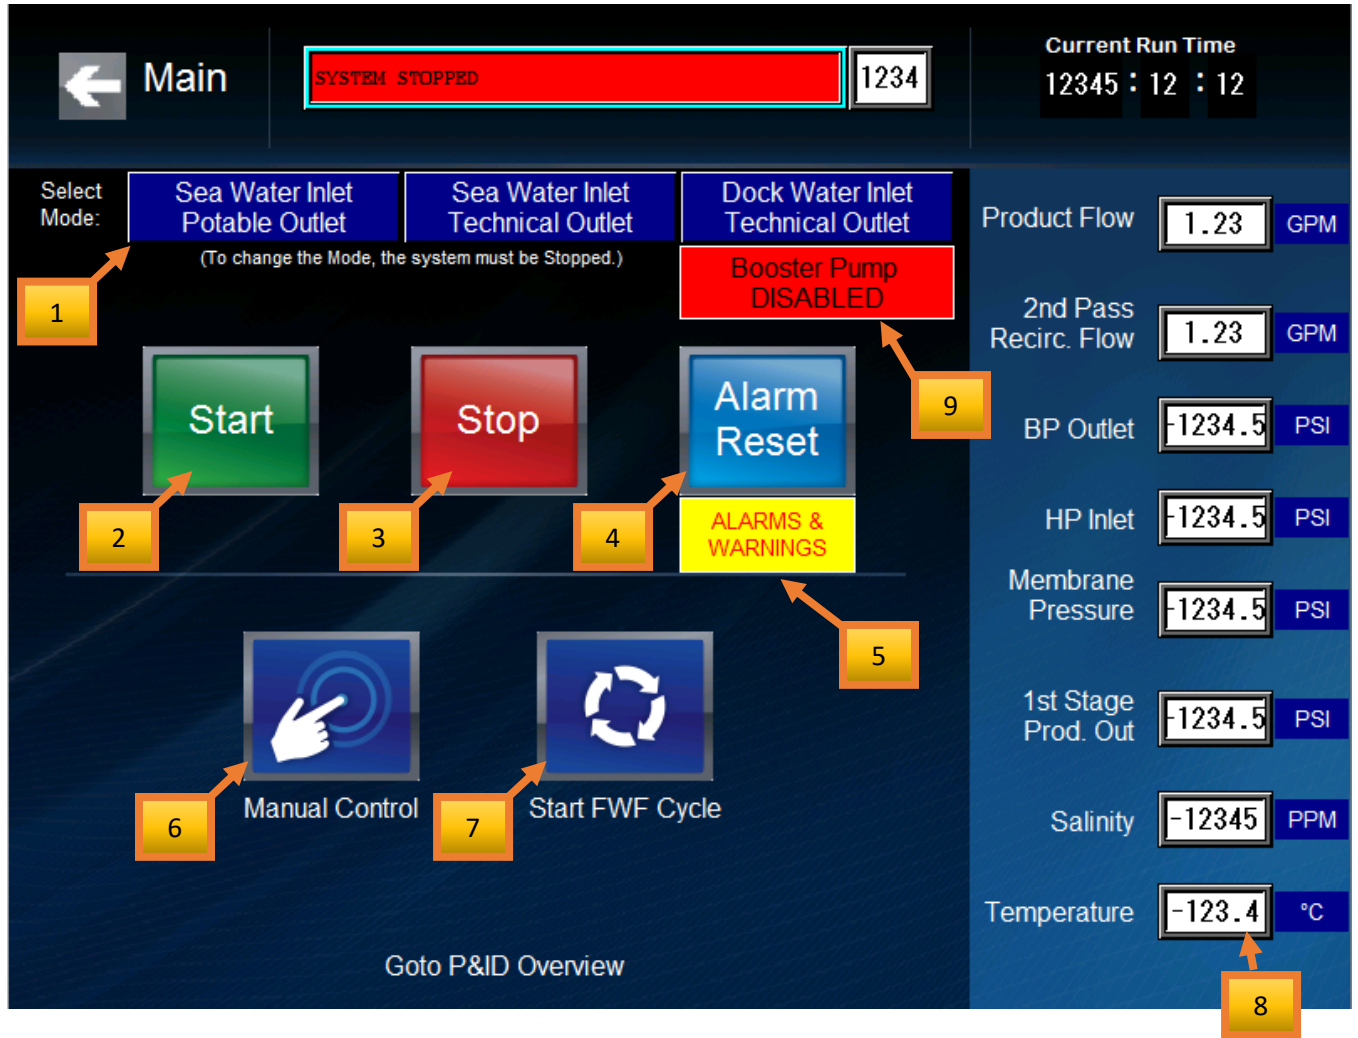 Main
SYSTEM STOPPED
1234
Current Run Time
12345 : 12 : 12
Select
Mode:
Sea Water Inlet
Potable Outlet
Sea Water Inlet
Technical Outlet
Dock Water Inlet
Technical Outlet
(To change the Mode, the system must be Stopped.)
Booster Pump
DISABLED
1
9
Start
Stop
Alarm
Reset
2
3
4
ALARMS &
WARNINGS
5
Manual Control
Start FWF Cycle
6
7
Goto P&ID Overview
Product Flow
1.23
GPM
2nd Pass
Recirc. Flow
1.23
GPM
BP Outlet
-1234.5
PSI
HP Inlet
-1234.5
PSI
Membrane
Pressure
-1234.5
PSI
1st Stage
Prod. Out
-1234.5
PSI
Salinity
-12345
PPM
Temperature
-123.4
°C
8